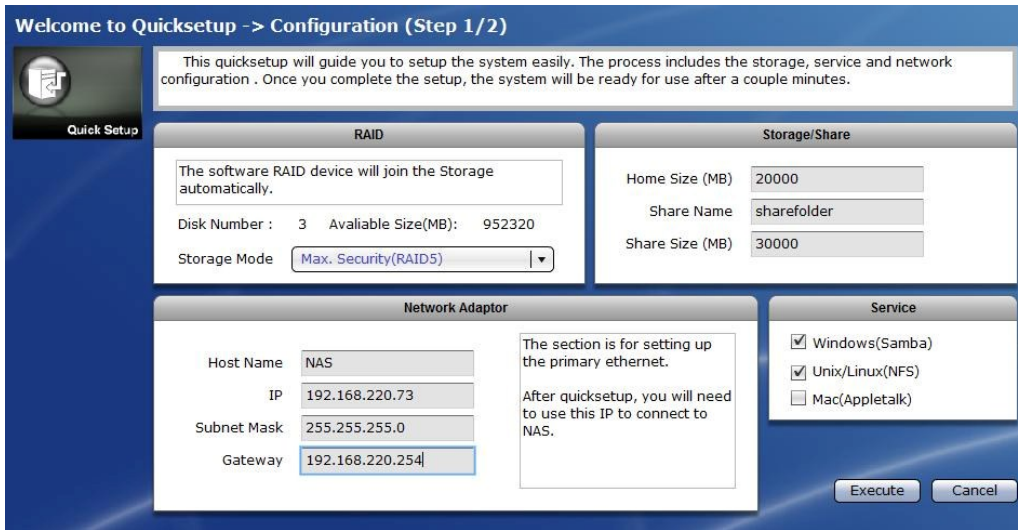 Welcome to Quicksetup -> Configuration (Step 1/2)
This quicksetup will guide you to setup the system easily. The process includes the storage, service and network
configuration . Once you complete the setup, the system will be ready for use after a couple minutes.
Quick Setup
RAID
The software RAID device will join the Storage
automatically.
Disk Number : 3 Avaliable Size(MB): 952320
Storage Mode Max. Security(RAID5)
Storage/Share
Home Size (MB) 20000
Share Name sharefolder
Share Size (MB) 30000
Network Adaptor
Host Name NAS
IP 192.168.220.73
Subnet Mask 255.255.255.0
Gateway 192.168.220.254
The section is for setting up
the primary ethernet.
After quicksetup, you will need
to use this IP to connect to
NAS.
Service
Windows(Samba)
Unix/Linux(NFS)
Mac(Appletalk)
Execute Cancel